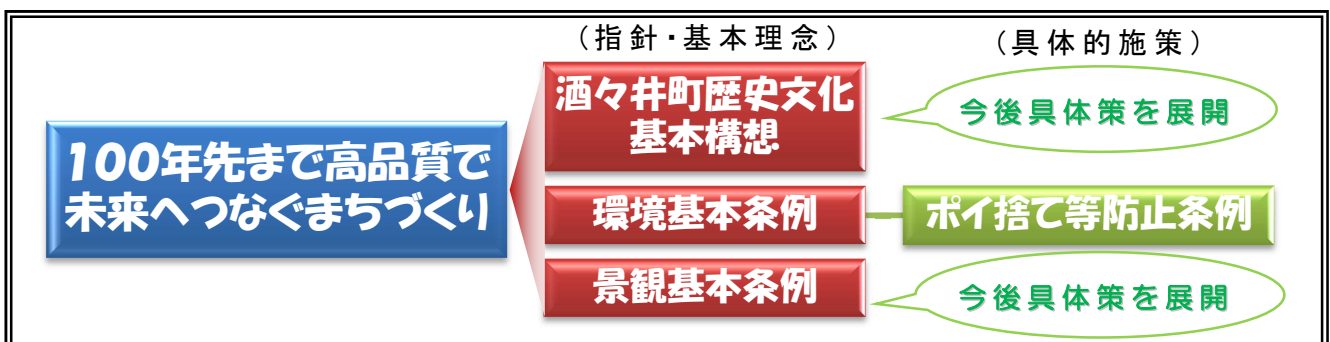 （指針・基本理念）
（具体的施策）
100年先まで高品質で
未来へつなぐまちづくり
酒々井町歴史文化
基本構想
今後具体策を展開
環境基本条例
ポイ捨て等防止条例
景観基本条例
今後具体策を展開